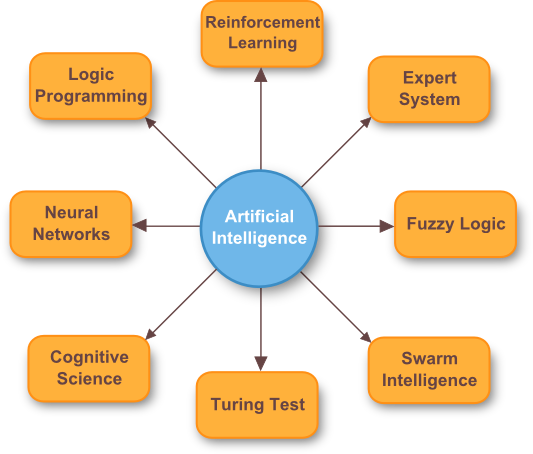 Reinforcement
Learning
Logic
Programming
Expert
System
Neural
Networks
Artificial
Intelligence
Fuzzy Logic
Cognitive
Science
Swarm
Intelligence
Turing Test